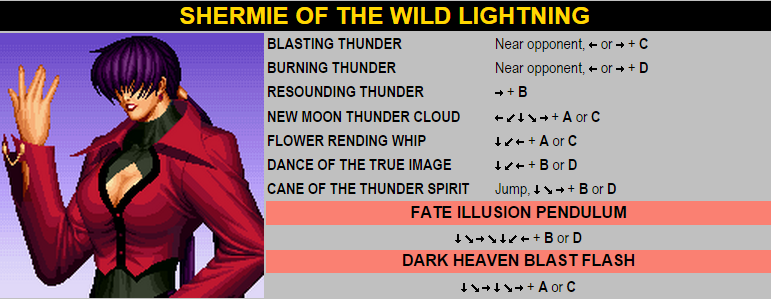 SHERMIE OF THE WILD LIGHTNING
BLASTING THUNDER Near opponent, ← or → + C
BURNING THUNDER Near opponent, ← or → + D
RESOUNDING THUNDER → + B
NEW MOON THUNDER CLOUD ←↙↓↘→ + A or C
FLOWER RENDING WHIP ↓↙← + A or C
DANCE OF THE TRUE IMAGE ↓↙← + B or D
CANE OF THE THUNDER SPIRIT Jump, ↓↘→ + B or D
FATE ILLUSION PENDULUM
↓↘→↘↓↙← + B or D
DARK HEAVEN BLAST FLASH
↓↘→↓↘→ + A or C